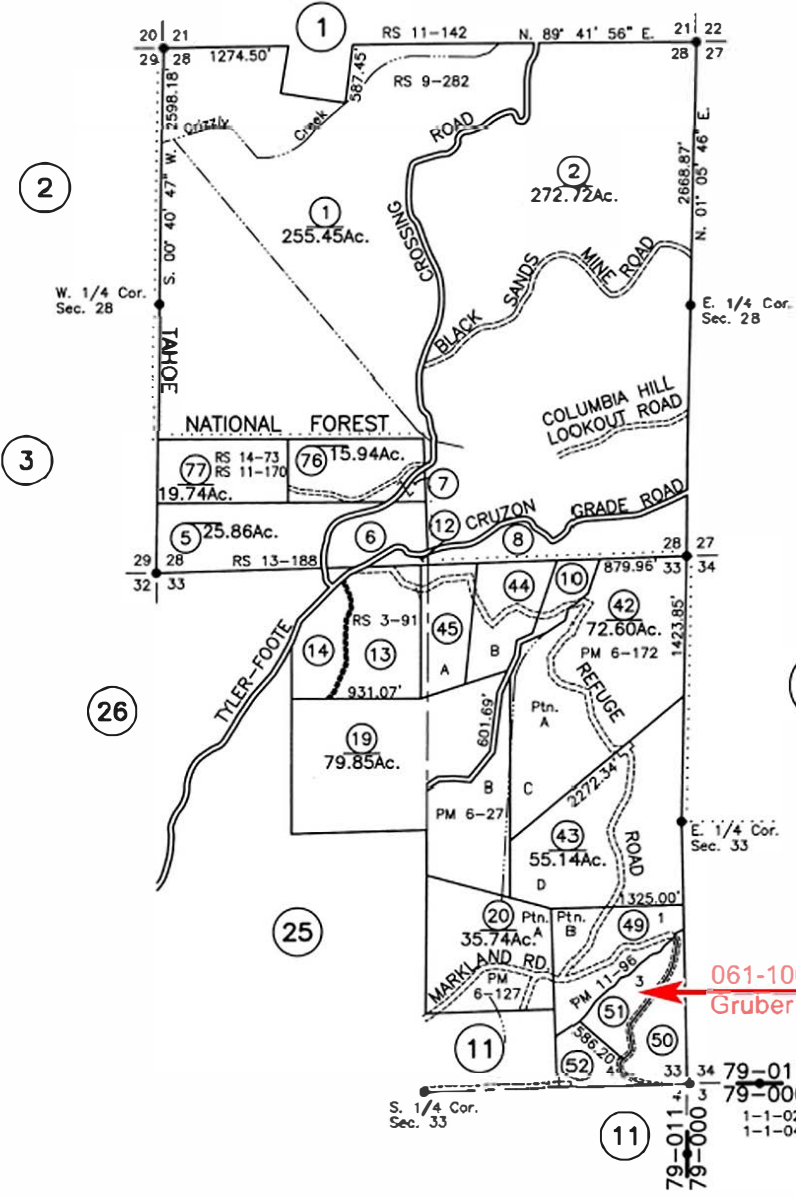 1
20 21
29 28
1274.50'
RS 11-142
N. 89° 41' 56" E.
21 22
28 27
587.45'
RS 9-282
2598.18'
S. 00° 40' 47" W.
Grizzly Creek
ROAD
CROSSING
2
1
255.45Ac.
2
272.72Ac.
2668.87'
N. 01° 05' 46" E.
BLACK SANDS MINE ROAD
W. 1/4 Cor.
Sec. 28
E. 1/4 Cor.
Sec. 28
TAHOE
NATIONAL FOREST
COLUMBIA HILL
LOOKOUT ROAD
3
77
RS 14-73
RS 11-170
19.74Ac.
76
15.94Ac.
7
5
25.86Ac.
6
12
CRUZON GRADE ROAD
8
29 28
32 33
RS 13-188
28 27
33 34
879.96'
10
44
B
45
A
42
72.60Ac.
PM 6-172
1423.85'
RS 3-91
14
13
931.07'
TYLER-FOOTE
26
REFUGE
ROAD
Ptn.
A
601.69'
19
79.85Ac.
B
C
PM 6-27
2272.34'
43
55.14Ac.
D
E. 1/4 Cor.
Sec. 33
1325.00'
25
20
35.74Ac.
Ptn.
A
Ptn.
B
49
1
MARKLAND RD.
PM
6-127
PM 11-96
3
061-10
Gruber
51
50
586.20'
52
4
11
33 34
4 3
79-01
79-00
S. 1/4 Cor.
Sec. 33
11
79-011
79-000
1-1-02
1-1-04